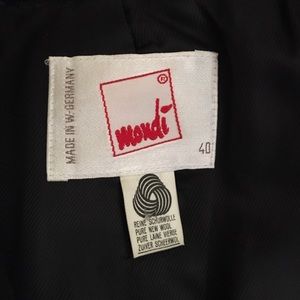 MADE IN W.-GERMANY
R
mondi
40
REINE SCHURWOLLE
PURE NEW WOOL
PURE LAINE VIERGE
ZUIVER SCHEERWOL